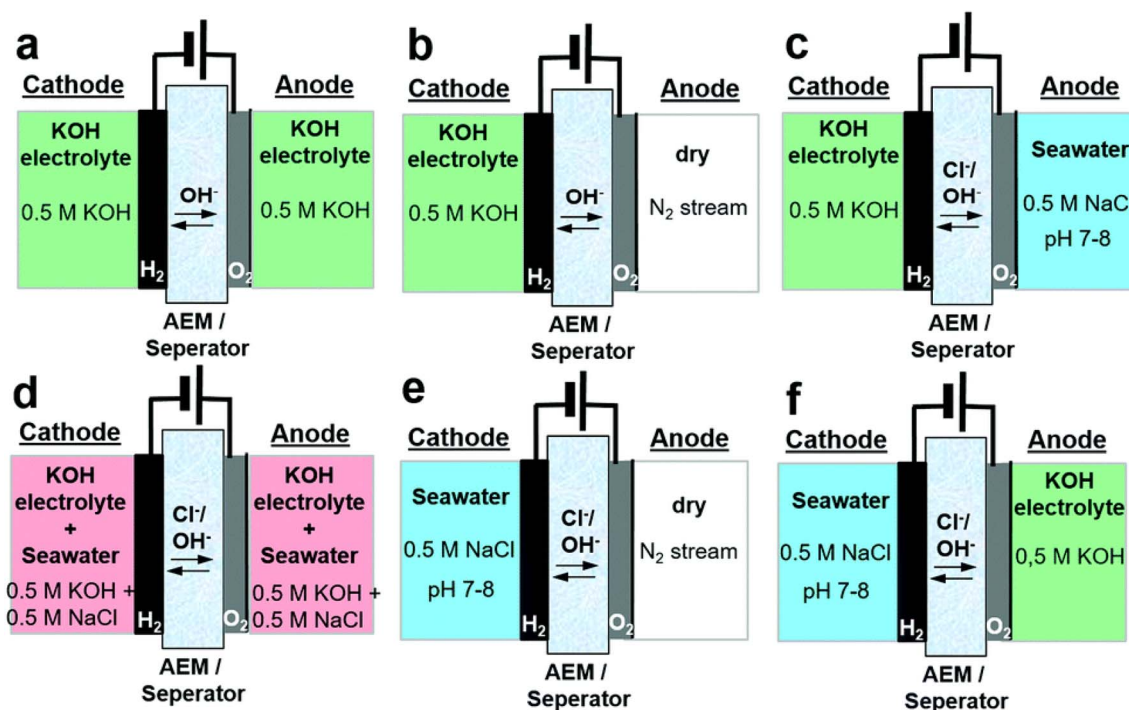 a
Cathode
Anode
KOH
electrolyte
0.5 M KOH
OH-
H2
O2
KOH
electrolyte
0.5 M KOH
AEM /
Seperator
b
Cathode
Anode
KOH
electrolyte
0.5 M KOH
OH-
H2
O2
dry
N2 stream
AEM /
Seperator
c
Cathode
Anode
KOH
electrolyte
0.5 M KOH
Cl-/
OH-
H2
O2
Seawater
0.5 M NaC
pH 7-8
AEM /
Seperator
d
Cathode
Anode
KOH
electrolyte
+
Seawater
0.5 M KOH +
0.5 M NaCl
Cl-/
OH-
H2
O2
KOH
electrolyte
+
Seawater
0.5 M KOH +
0.5 M NaCl
AEM /
Seperator
e
Cathode
Anode
Seawater
0.5 M NaCl
pH 7-8
Cl-/
OH-
H2
O2
dry
N2 stream
AEM /
Seperator
f
Cathode
Anode
Seawater
0.5 M NaCl
pH 7-8
Cl-/
OH-
H2
O2
KOH
electrolyte
0,5 M KOH
AEM /
Seperator